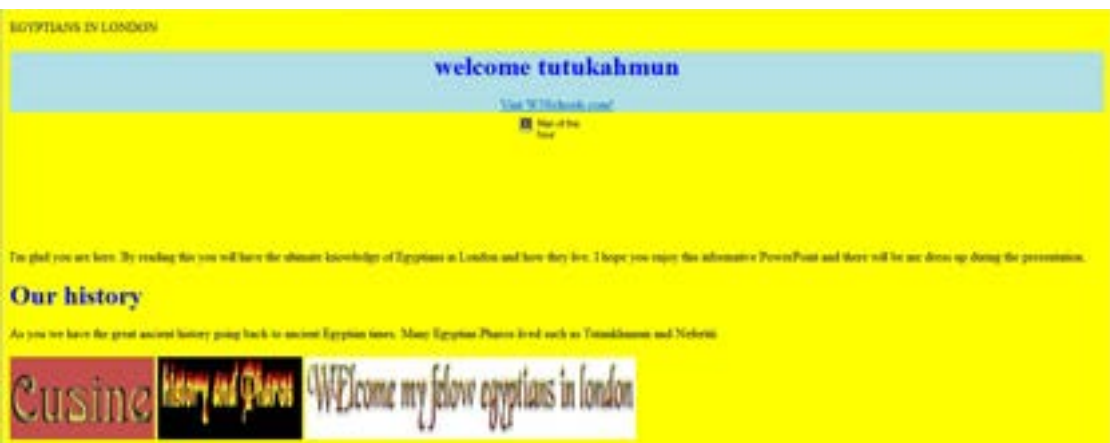 EGYPTIANS IN LONDON
welcome tutukahmun
Visit W3Schools.com!
I'm glad you are here. By reading this you will have the ultimate knowledge of Egyptians in London and how they live. I hope you enjoy this informative PowerPoint and there will be me dress up during the presentation.
Our history
As you we have the great ancient history going back to ancient Egyptian times. Many Egyptian Pharos lived such as Tutankhamun and Nefertiti
Cusine history and Pharos WElcome my felow egyptians in london